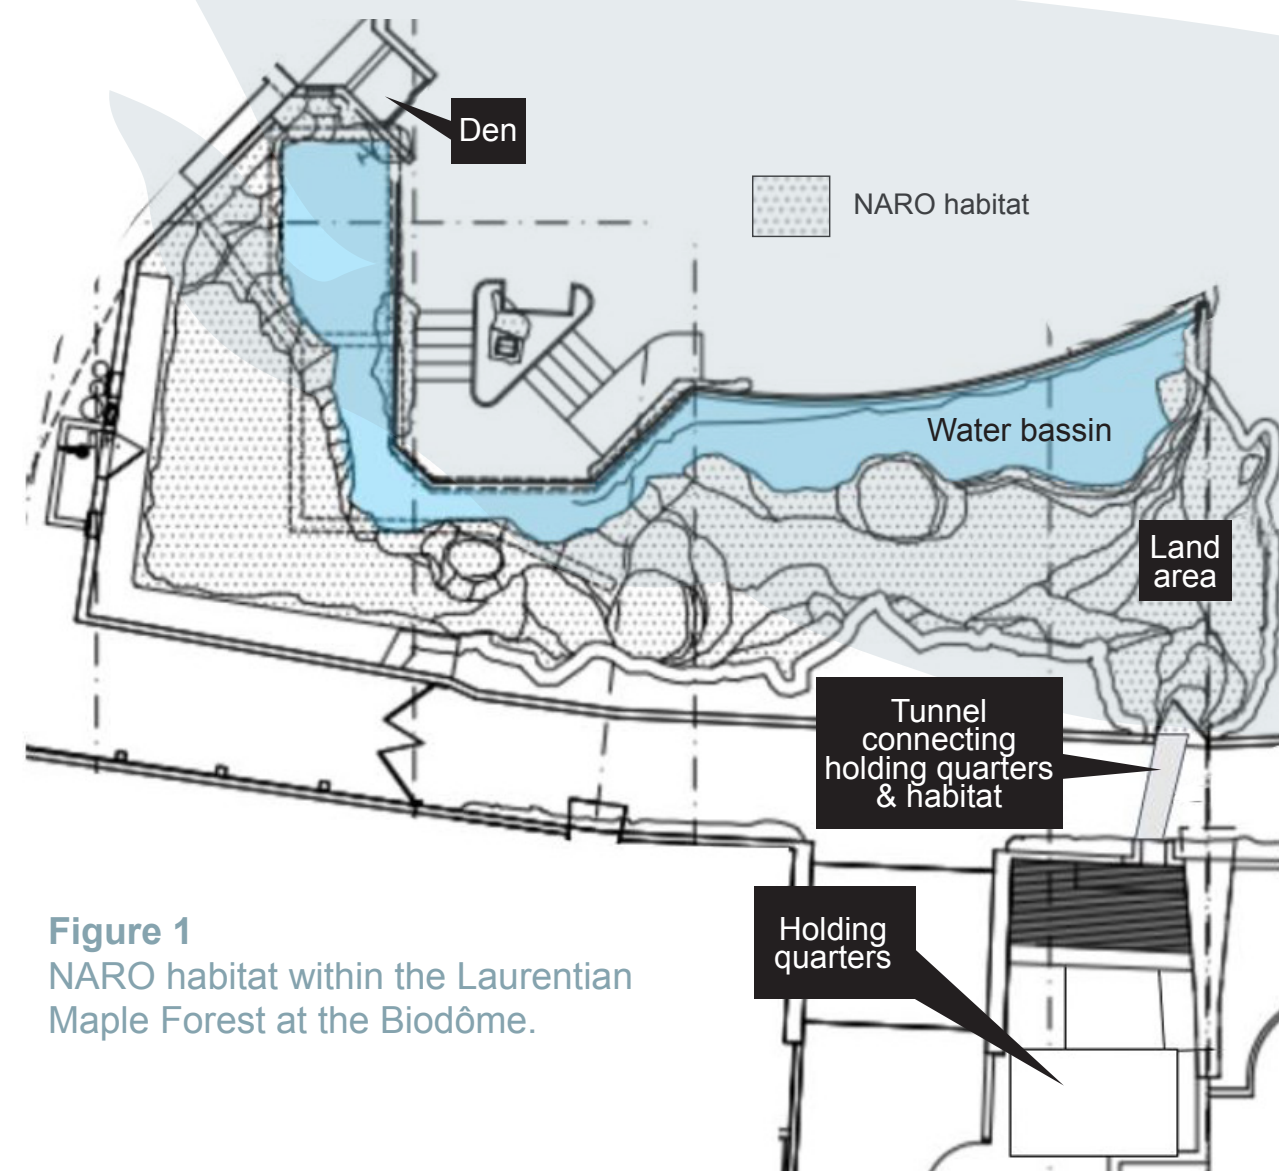 Den
NARO habitat
Water bassin
Land
area
Tunnel
connecting
holding quarters
& habitat
Holding
quarters
Figure 1
NARO habitat within the Laurentian
Maple Forest at the Biodôme.